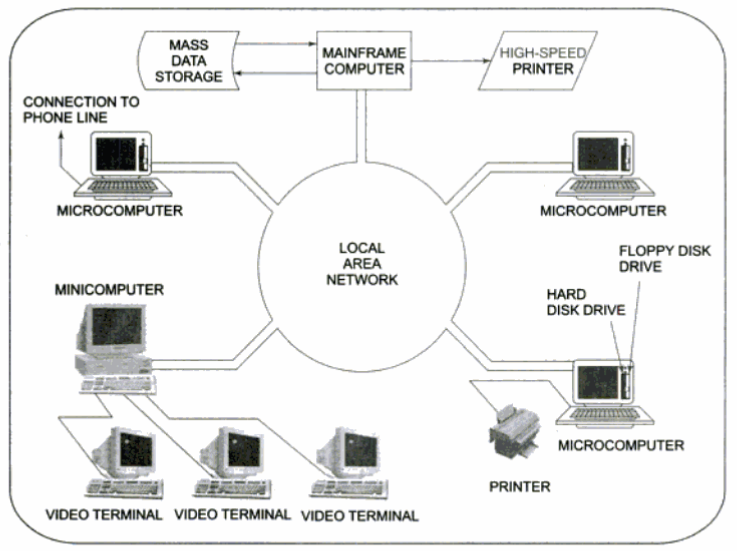 MASS
DATA
STORAGE
MAINFRAME
COMPUTER
HIGH-SPEED
PRINTER
CONNECTION TO
PHONE LINE
MICROCOMPUTER
MICROCOMPUTER
LOCAL
AREA
NETWORK
FLOPPY DISK
DRIVE
HARD
DISK DRIVE
MINICOMPUTER
MICROCOMPUTER
PRINTER
VIDEO TERMINAL
VIDEO TERMINAL
VIDEO TERMINAL